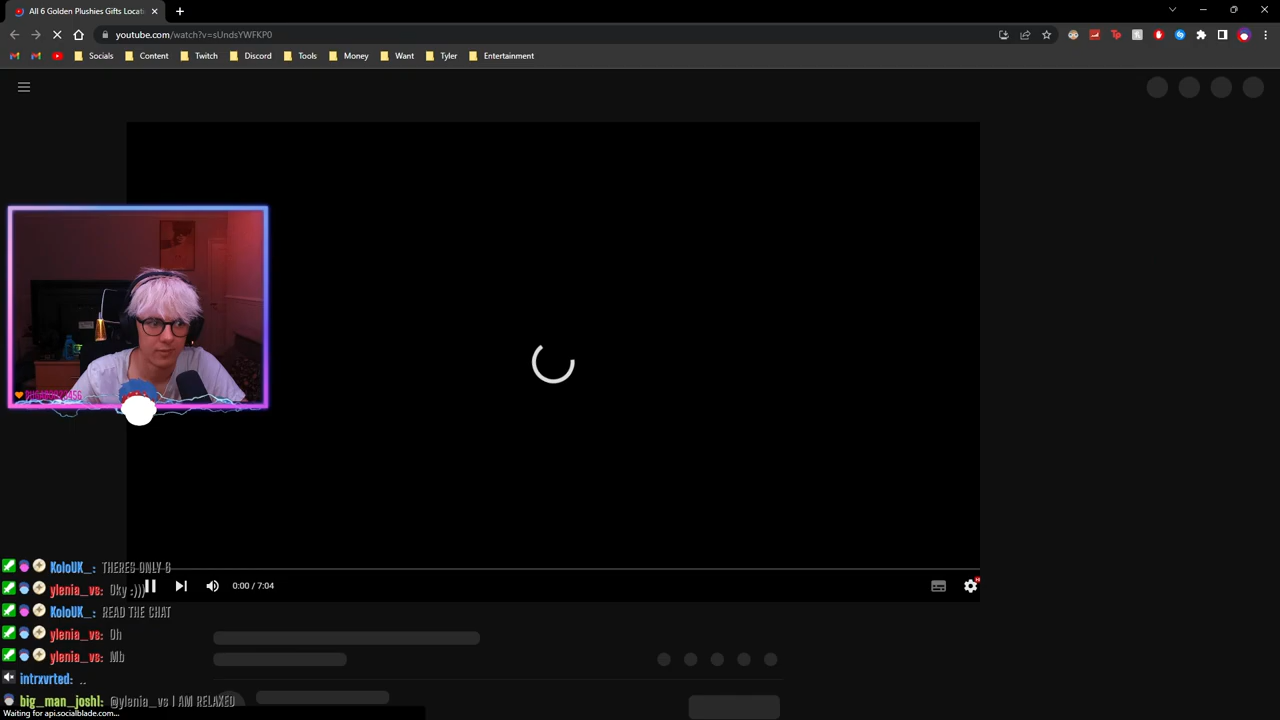 All 6 Golden Plushies Gifts Locati
youtube.com/watch?v=sUndsYWFKP0
Socials Content Twitch Discord Tools Money Want Tyler Entertainment
0:00 / 7:04
KoloUK_: THERES ONLY 6
ylenia_vs: Oky :)))
KoloUK_: READ THE CHAT
ylenia_vs: Oh
ylenia_vs: Mb
intrxvrted: ..
big_man_josh1: @ylenia_vs I AM RELAXED
Waiting for api.socialblade.com...